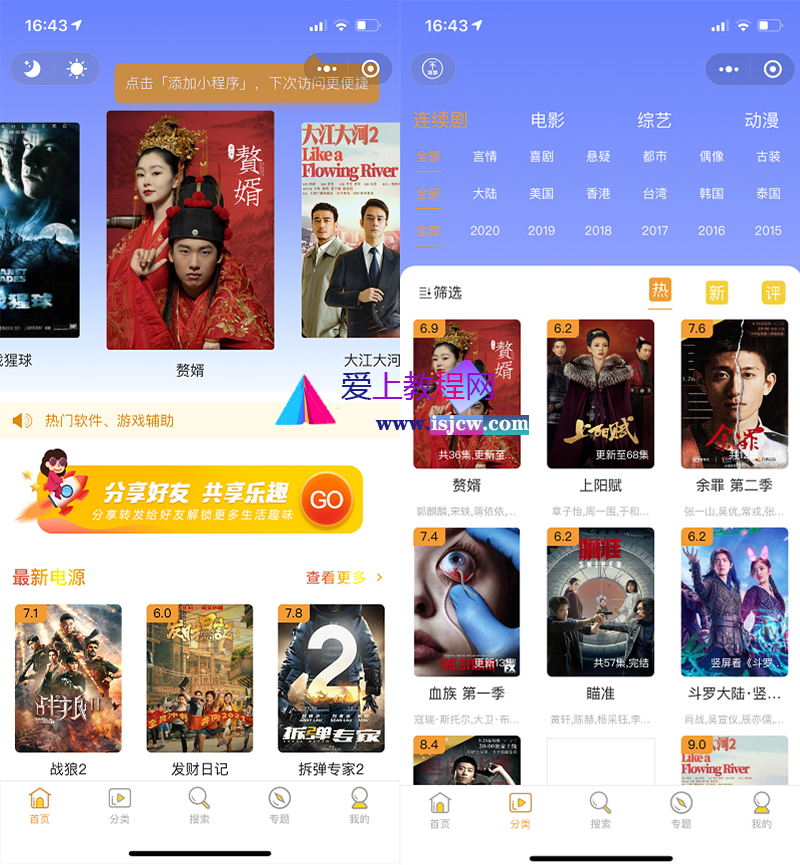 16:43
点击「添加小程序」，下次访问更便捷
赘婿
大江大河2
Like a
Flowing River
赘婿
大江大河
热门软件、游戏辅助
分享好友 共享乐趣
分享转发给好友解锁更多生活趣味
GO
最新电源
查看更多 >
7.1
战狼II
6.0
7.8
2
拆弹专家
战狼2
发财日记
拆弹专家2
首页
分类
搜索
专题
我的
爱上教程网
www.isjcw.com
16:43
连续剧 电影 综艺 动漫
全部 言情 喜剧 悬疑 都市 偶像 古装
全部 大陆 美国 香港 台湾 韩国 泰国
全部 2020 2019 2018 2017 2016 2015
筛选
热 新 评
6.9
赘婿
共36集,更新至...
6.2
上阳赋
更新至68集
7.6
余罪
赘婿
上阳赋
余罪 第二季
郭麒麟,宋轶,蒋依依,...
章子怡,周一围,于和...
张一山,吴优,常戎,张...
7.4
THE STRAIN
FX
6.2
瞄准
SNIPER
共57集,完结
6.2
竖屏看《斗罗...
血族 第一季
瞄准
斗罗大陆·竖...
寇瑞·斯托尔,大卫·布...
黄轩,陈赫,杨采钰,李...
肖战,吴宣仪,辰亦儒,...
8.4
9.0
大江大河2
Like a
Flowing River
首页
分类
搜索
专题
我的